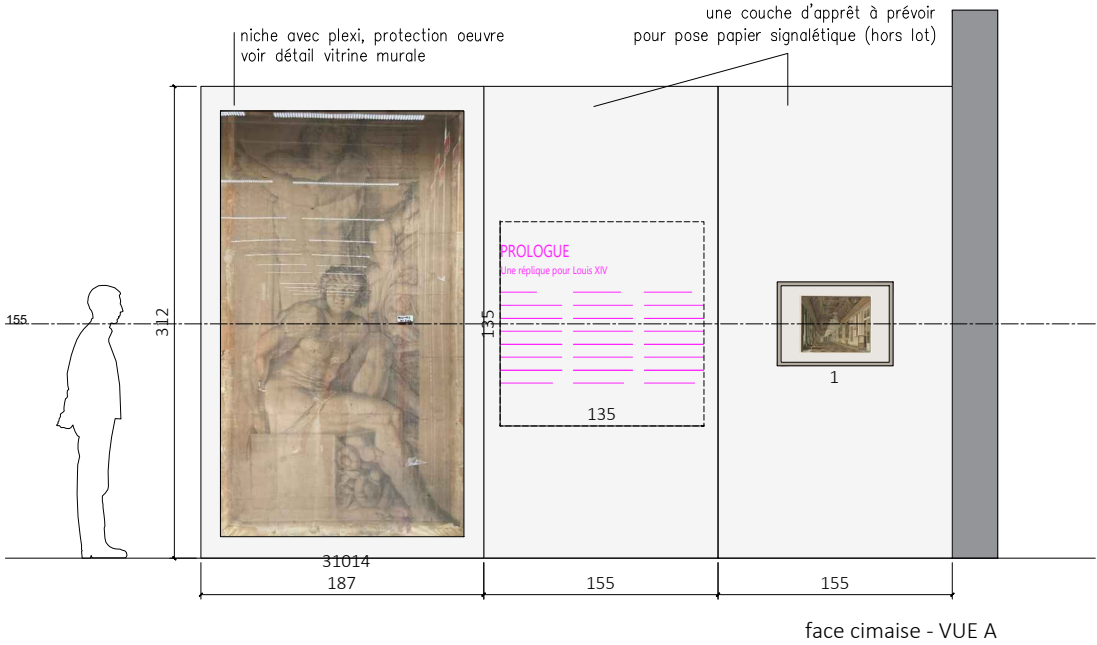 niche avec plexi, protection oeuvre
voir détail vitrine murale
une couche d'apprêt à prévoir
pour pose papier signalétique (hors lot)
155
312
135
PROLOGUE
Une réplique pour Louis XIV
135
1
31014
187
155
155
face cimaise - VUE A